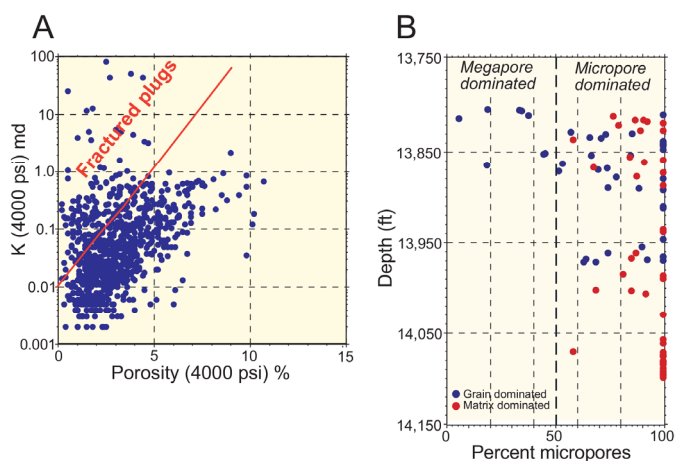 A
K (4000 psi) md
100
10
1.0
0.1
0.01
0.001
Fractured plugs
0
5
10
15
Porosity (4000 psi) %
B
Depth (ft)
13,750
13,850
13,950
14,050
14,150
Megapore
dominated
Micropore
dominated
Grain dominated
Matrix dominated
0
50
100
Percent micropores